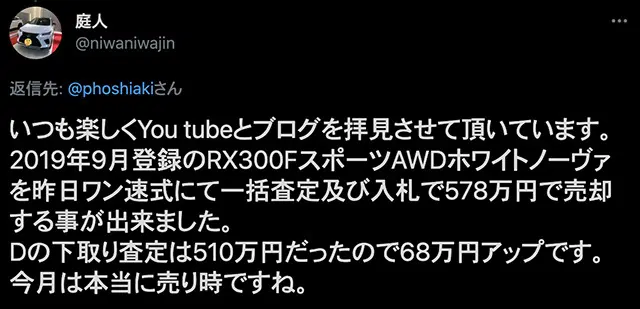 庭人
@niwaniwajin
返信先: @phoshiakiさん
いつも楽しくYou tubeとブログを拝見させて頂いています。
2019年9月登録のRX300FスポーツAWDホワイトノーヴァ
を昨日ワン速式にて一括査定及び入札で578万円で売却
する事が出来ました。
Dの下取り査定は510万円だったので68万円アップです。
今月は本当に売り時ですね。